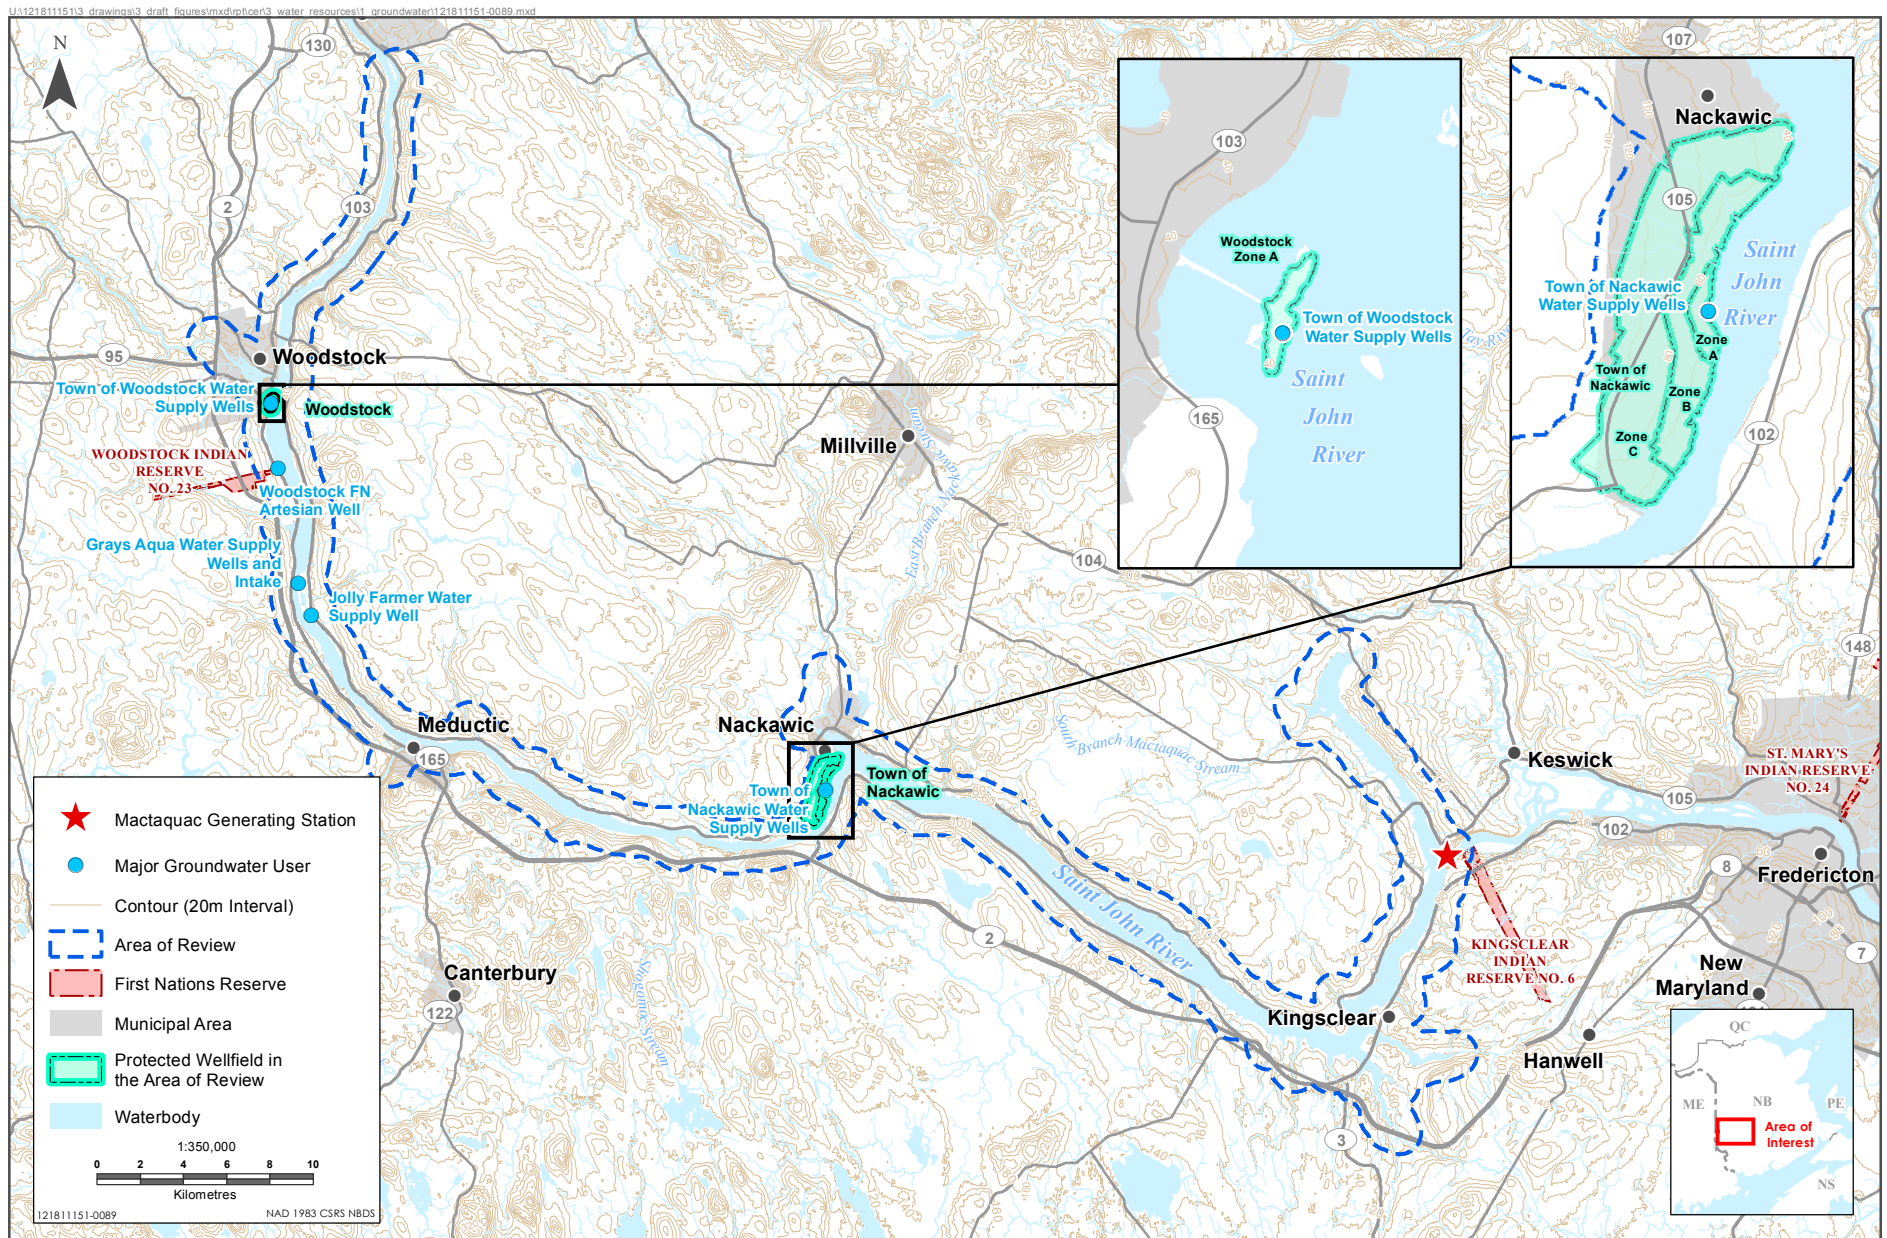 U:\121811151\3_drawings\3_draft_figures\mxd\rpt\cer\3_water_resources\1_groundwater\121811151-0089.mxd
N
130
107
2
103
95
Woodstock
160
Town of Woodstock Water
Supply Wells
Woodstock
WOODSTOCK INDIAN
RESERVE
NO. 23
Woodstock FN
Artesian Well
Grays Aqua Water Supply
Wells and
Intake
Jolly Farmer Water
Supply Well
Millville
East Branch Nackawic Stream
104
103
Woodstock
Zone A
Town of Woodstock
Water Supply Wells
Saint
John
River
165
Nackawic
105
Saint
John
River
Town of Nackawic
Water Supply Wells
Zone
A
Town of
Nackawic
Zone
B
Zone
C
102
148
Meductic
165
Nackawic
Town of
Nackawic
Town of
Nackawic Water
Supply Wells
South Branch Mactaquac Stream
Keswick
ST. MARY'S
INDIAN RESERVE
NO. 24
105
102
8
Fredericton
7
Saint John River
2
KINGSCLEAR
INDIAN
RESERVE NO. 6
New
Maryland
Kingsclear
Hanwell
3
Canterbury
122
Shogomoc Stream
Mactaquac Generating Station
Major Groundwater User
Contour (20m Interval)
Area of Review
First Nations Reserve
Municipal Area
Protected Wellfield in
the Area of Review
Waterbody
1:350,000
0 2 4 6 8 10
Kilometres
121811151-0089
NAD 1983 CSRS NBDS
QC
ME
NB
PE
NS
Area of
Interest